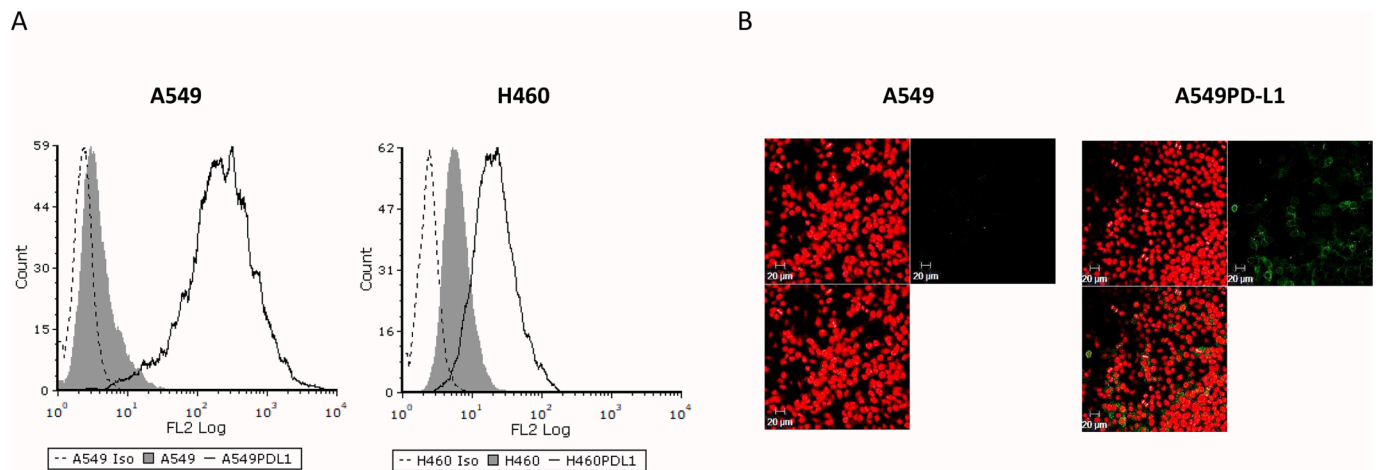 A
B
A549
H460
A549
A549PD-L1
59
44
30
15
0
Count
10^0 10^1 10^2 10^3 10^4
FL2 Log
A549 Iso A549 A549PDL1
62
47
31
16
0
Count
10^0 10^1 10^2 10^3 10^4
FL2 Log
H460 Iso H460 H460PDL1
20 µm
20 µm
20 µm
20 µm
20 µm
20 µm